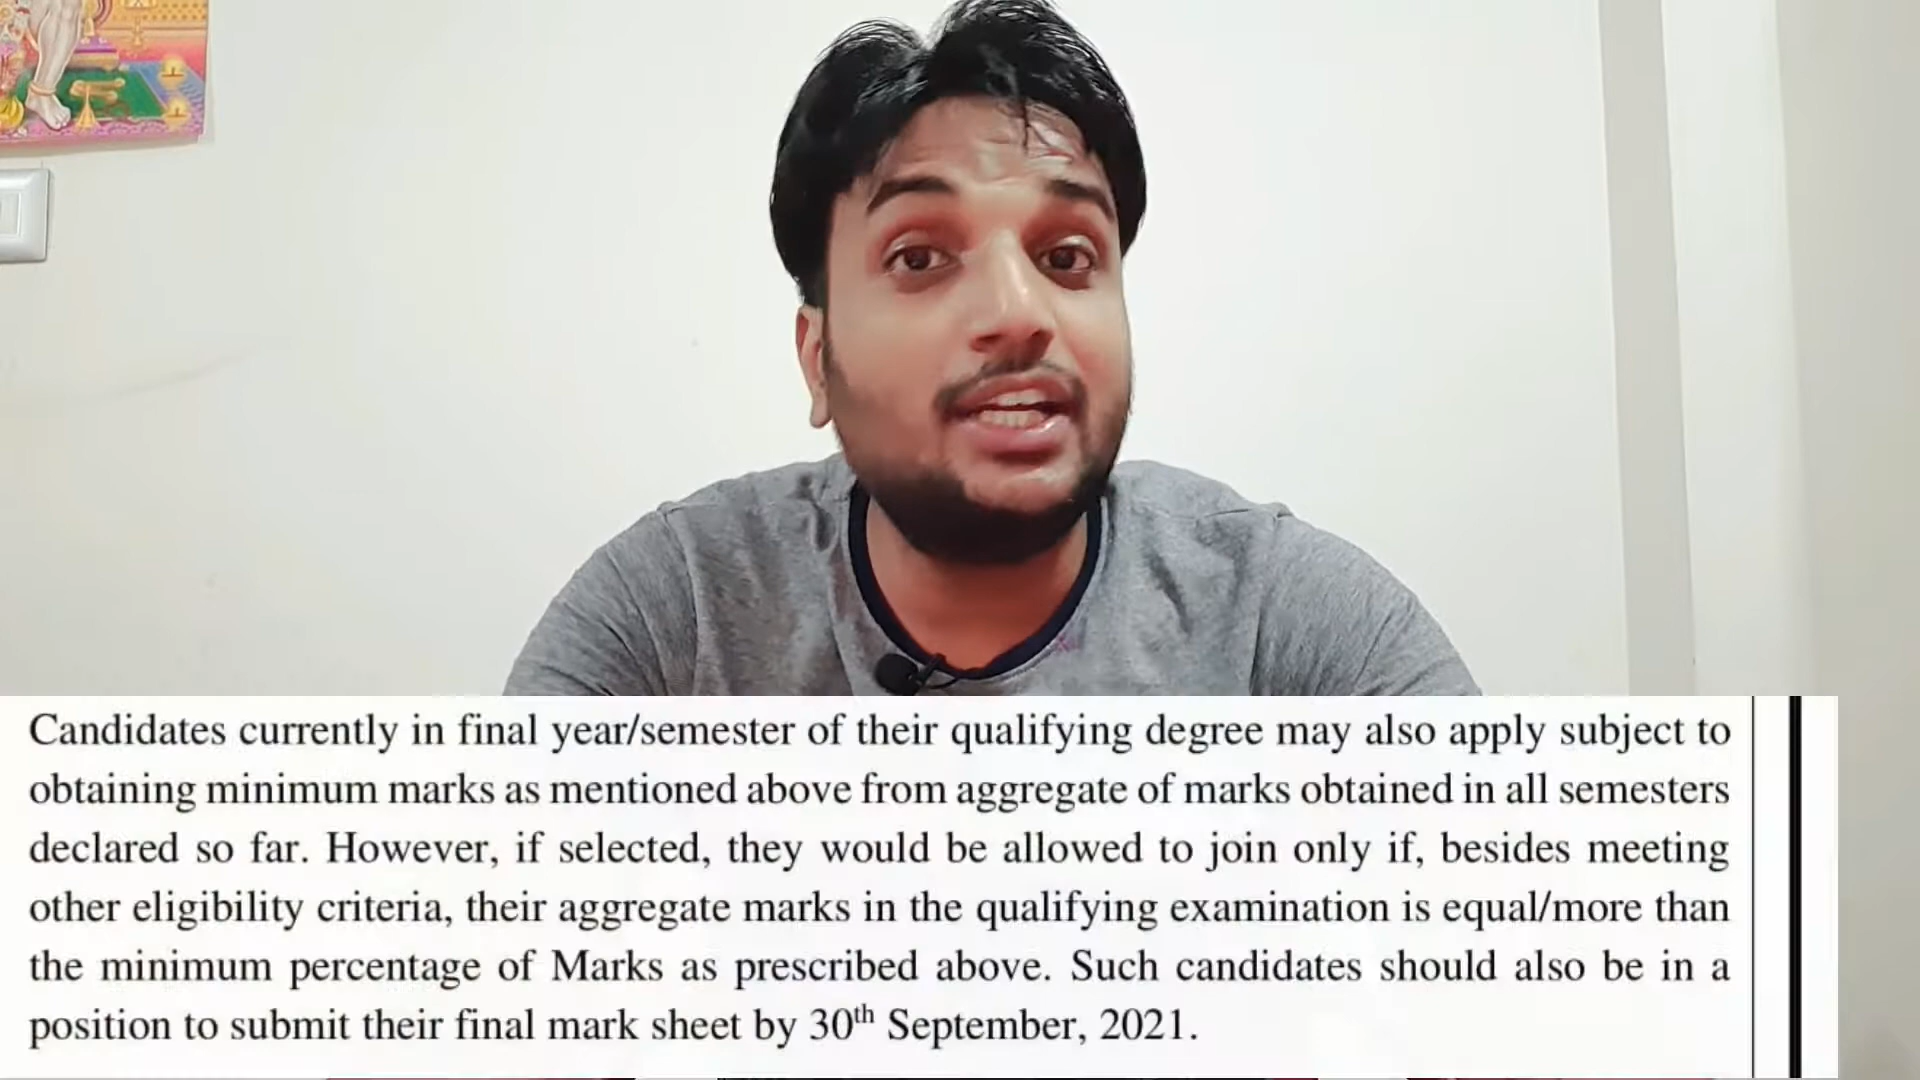 Candidates currently in final year/semester of their qualifying degree may also apply subject to
obtaining minimum marks as mentioned above from aggregate of marks obtained in all semesters
declared so far. However, if selected, they would be allowed to join only if, besides meeting
other eligibility criteria, their aggregate marks in the qualifying examination is equal/more than
the minimum percentage of Marks as prescribed above. Such candidates should also be in a
position to submit their final mark sheet by 30th September, 2021.